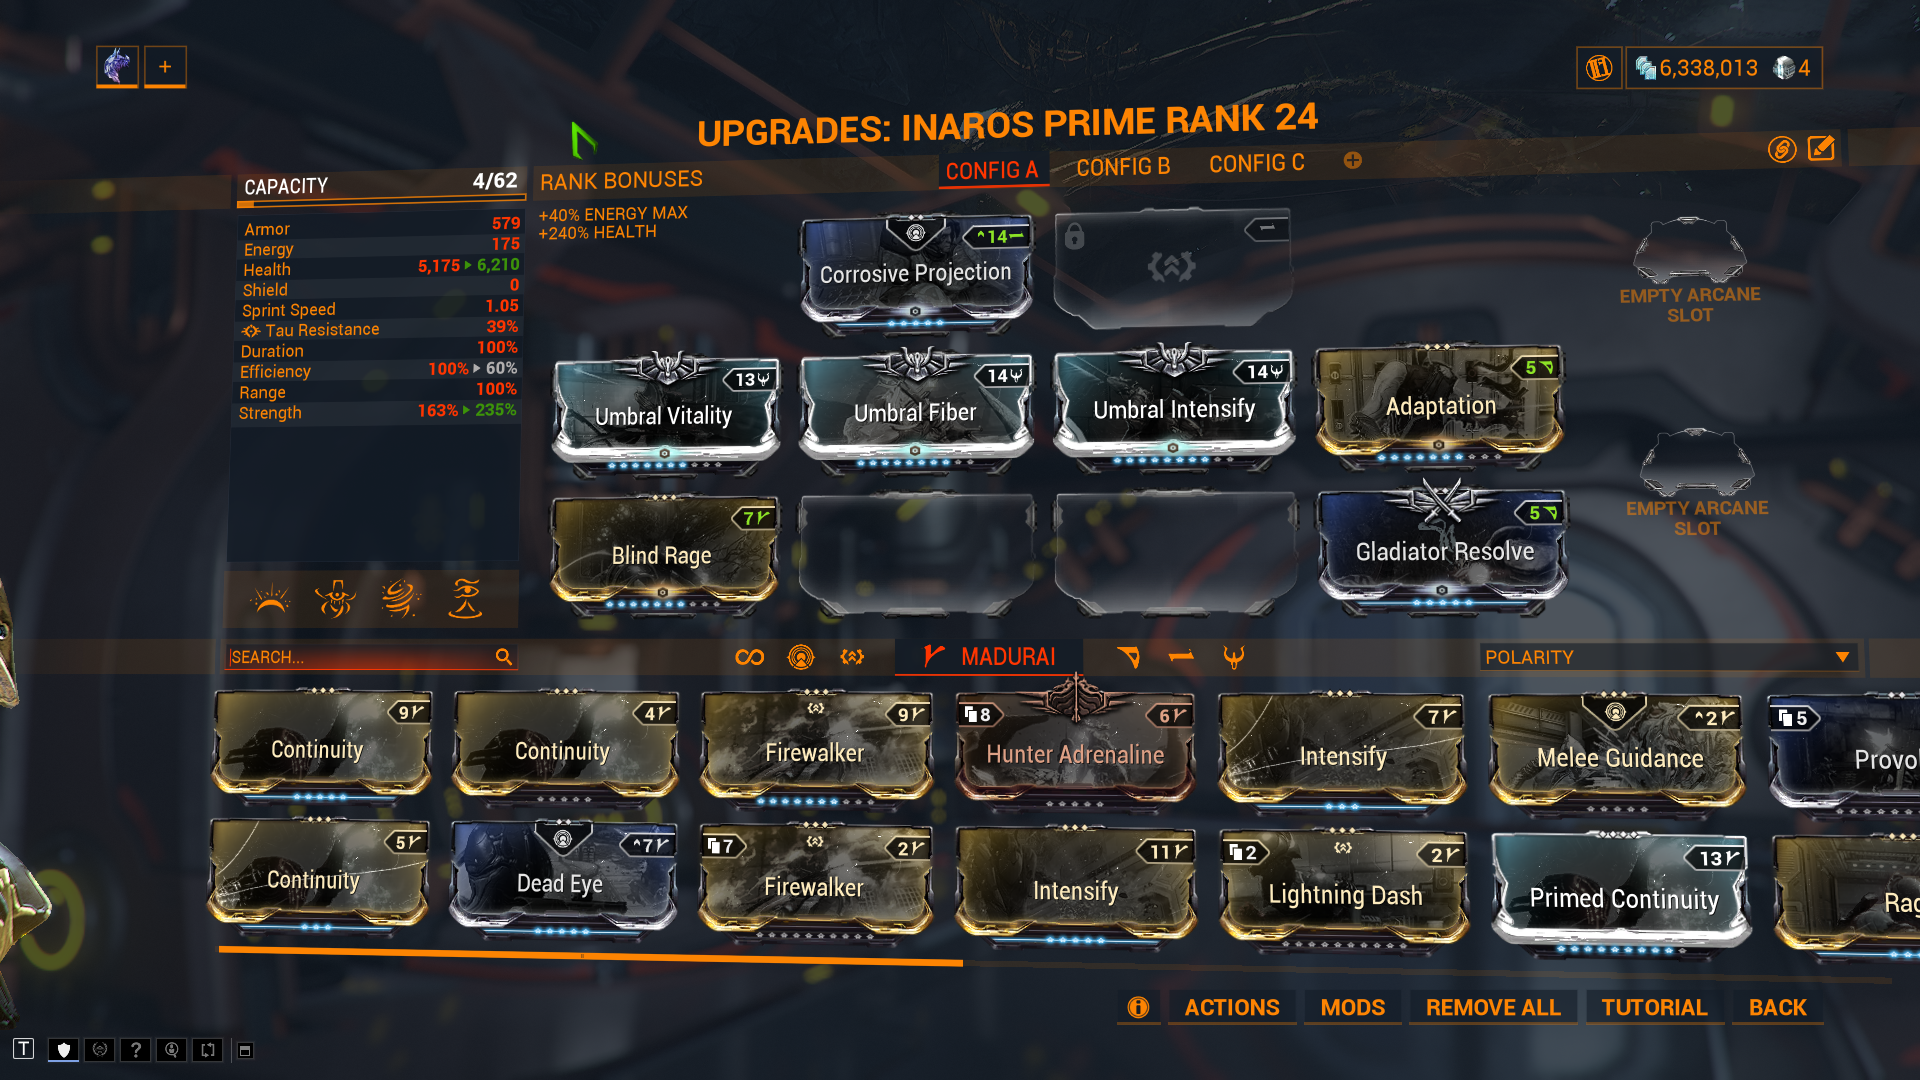 6,338,013 4
UPGRADES: INAROS PRIME RANK 24
CONFIG A CONFIG B CONFIG C
CAPACITY 4/62
Armor 579
Energy 175
Health 5,175 6,210
Shield 0
Sprint Speed 1.05
Tau Resistance 39%
Duration 100%
Efficiency 100% 60%
Range 100%
Strength 163% 235%
RANK BONUSES
+40% ENERGY MAX
+240% HEALTH
14
Corrosive Projection
EMPTY ARCANE
SLOT
13
Umbral Vitality
14
Umbral Fiber
14
Umbral Intensify
5
Adaptation
7
Blind Rage
5
Gladiator Resolve
EMPTY ARCANE
SLOT
SEARCH...
MADURAI
POLARITY
9
Continuity
4
Continuity
9
Firewalker
8 6
Hunter Adrenaline
7
Intensify
2
Melee Guidance
5
Provo
5
Continuity
7
Dead Eye
7 2
Firewalker
11
Intensify
2 2
Lightning Dash
13
Primed Continuity
Rag
ACTIONS MODS REMOVE ALL TUTORIAL BACK
T ?